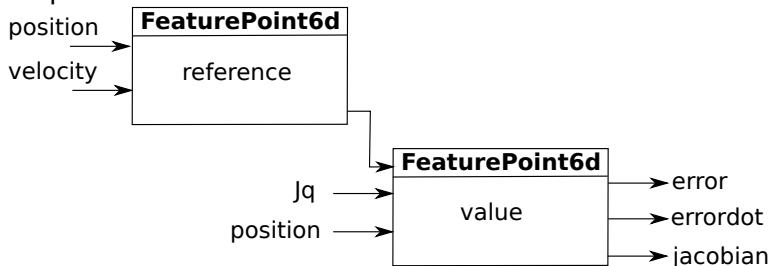 position
velocity
FeaturePoint6d
reference
Jq
position
FeaturePoint6d
value
error
errordot
jacobian